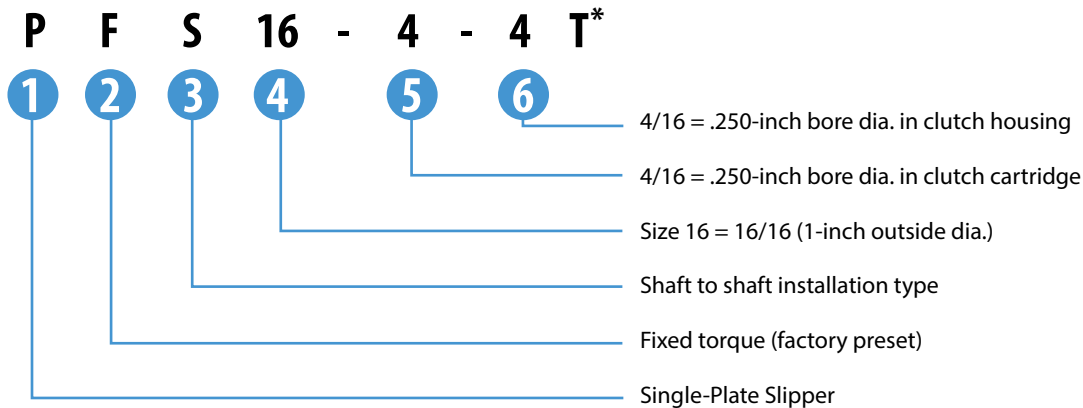 P F S 16 - 4 - 4 T*
1 2 3 4 5 6
4/16 = .250-inch bore dia. in clutch housing
4/16 = .250-inch bore dia. in clutch cartridge
Size 16 = 16/16 (1-inch outside dia.)
Shaft to shaft installation type
Fixed torque (factory preset)
Single-Plate Slipper